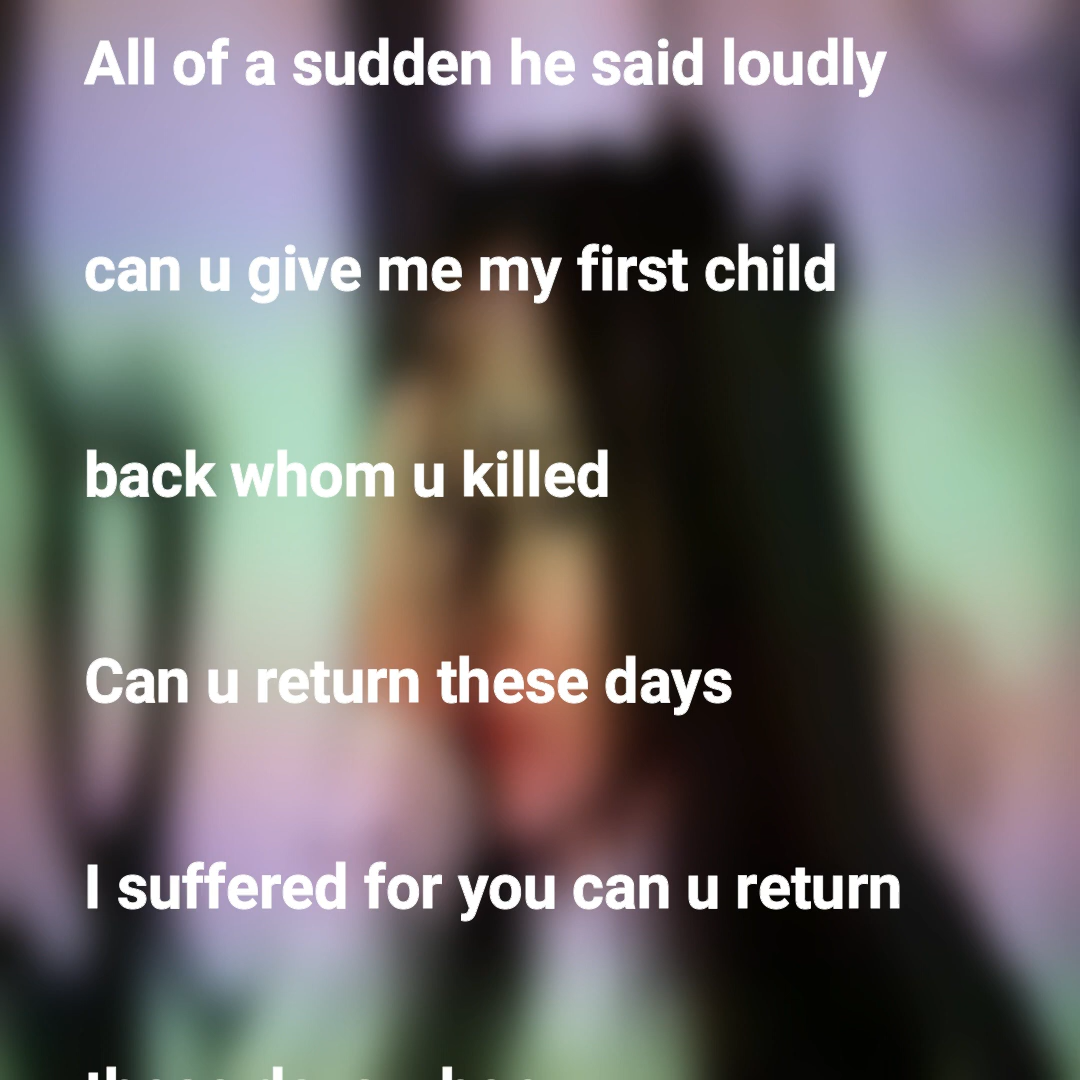 All of a sudden he said loudly
can u give me my first child
back whom u killed
Can u return these days
I suffered for you can u return